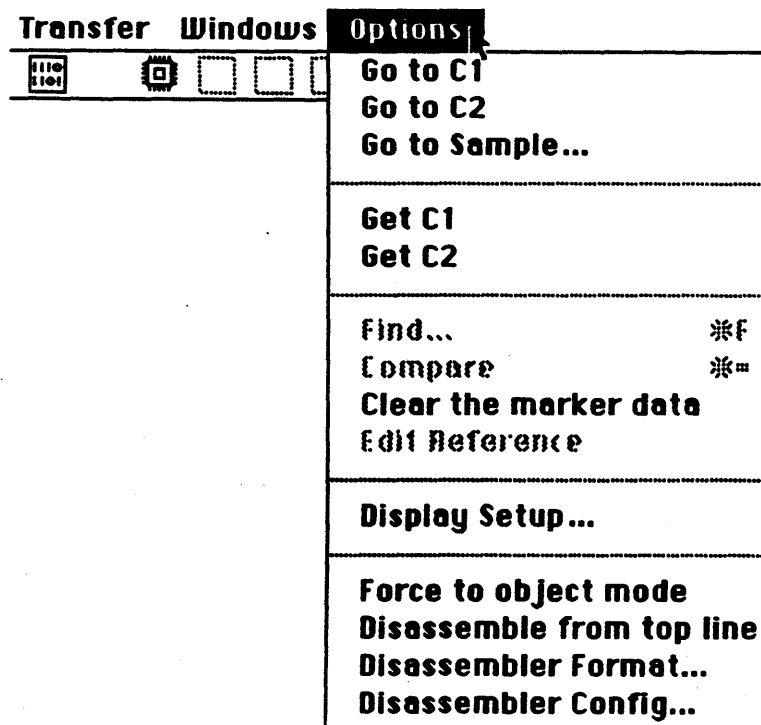 Transfer Windows Options
1110
1101
Go to C1
Go to C2
Go to Sample...
Get C1
Get C2
Find... ⌘F
Compare ⌘=
Clear the marker data
Edit Reference
Display Setup...
Force to object mode
Disassemble from top line
Disassembler Format...
Disassembler Config...